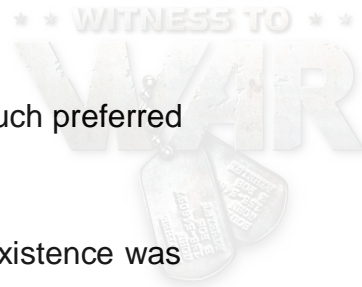 ★ ★ WITNESS TO ★ ★
WAR
uch preferred
xistence was